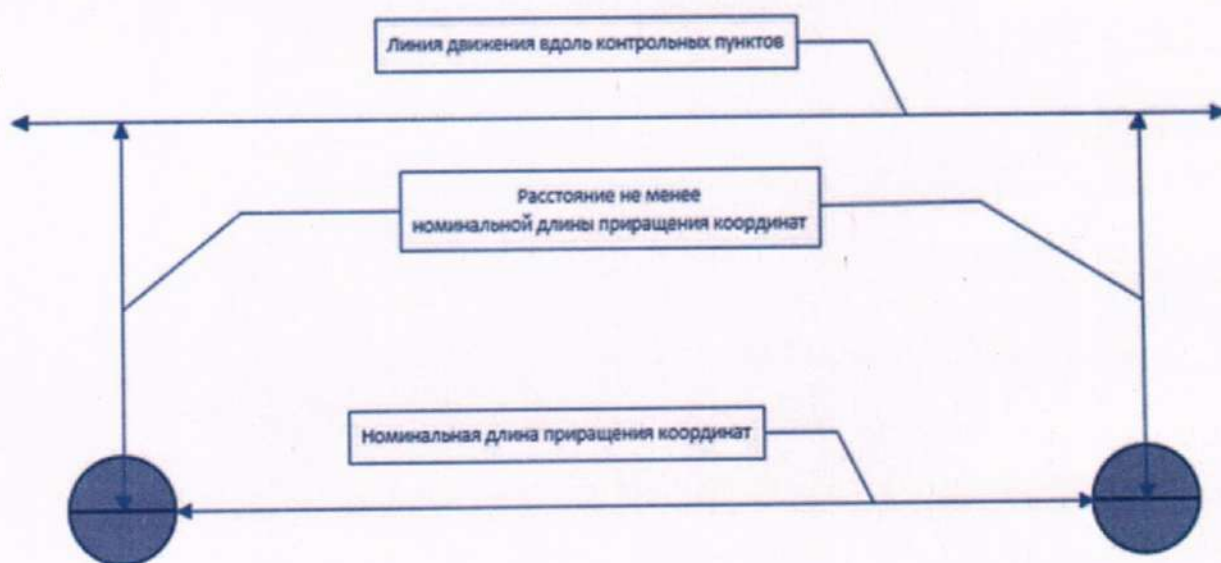 Линия движения вдоль контрольных пунктов
Расстояние не менее
номинальной длины приращения координат
Номинальная длина приращения координат